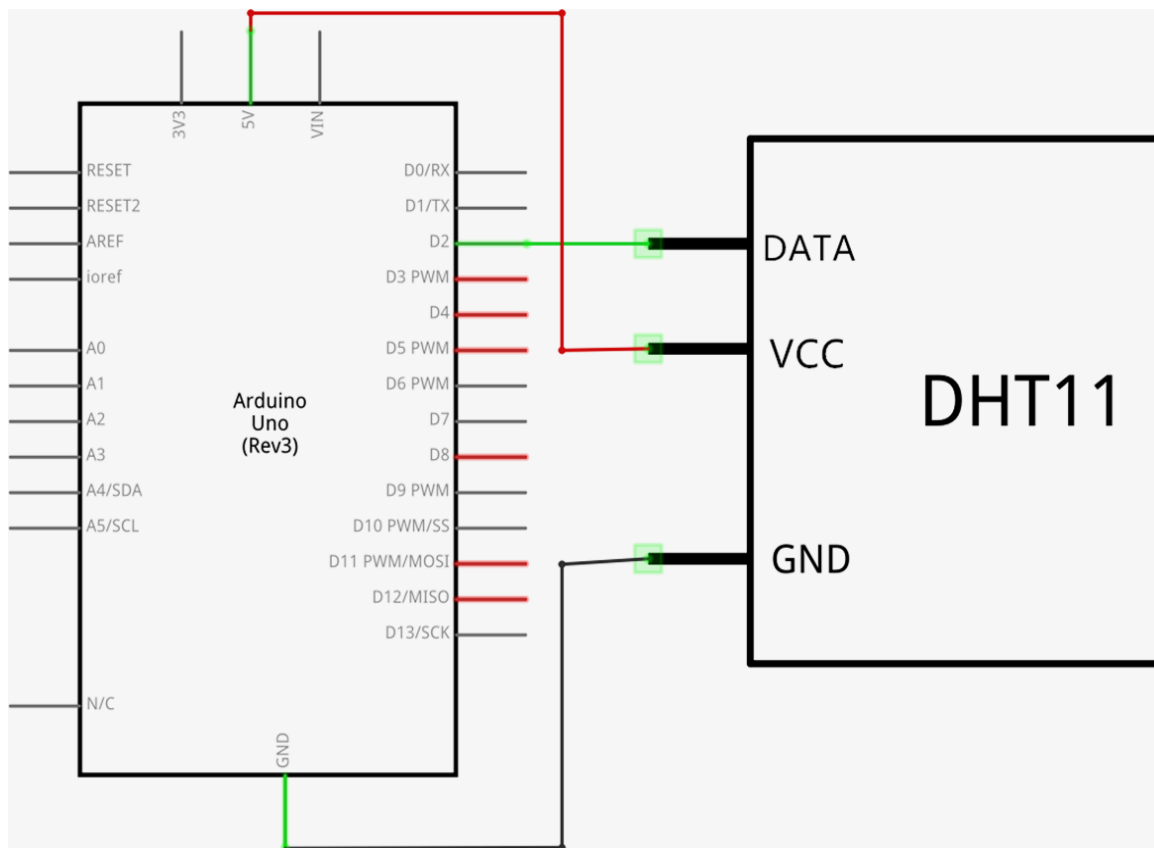 3V3
5V
VIN
RESET
RESET2
AREF
ioref
A0
A1
A2
A3
A4/SDA
A5/SCL
N/C
Arduino
Uno
(Rev3)
D0/RX
D1/TX
D2
D3 PWM
D4
D5 PWM
D6 PWM
D7
D8
D9 PWM
D10 PWM/SS
D11 PWM/MOSI
D12/MISO
D13/SCK
GND
DATA
VCC
GND
DHT11